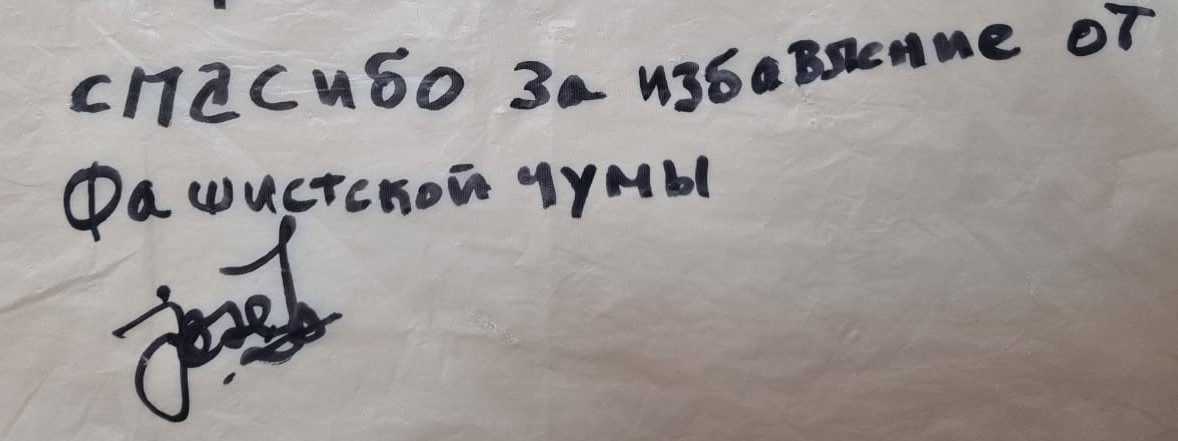 спасибо за избавление от
Фашистской чумы